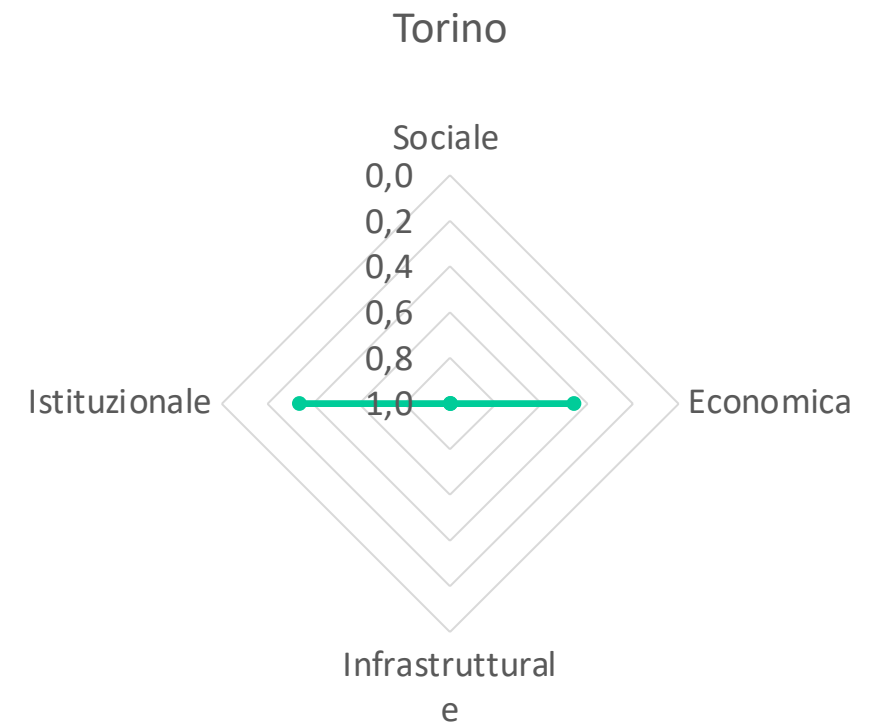 Torino
Sociale
0,0
0,2
0,4
0,6
0,8
1,0
Istituzionale
Economica
Infrastruttural
e